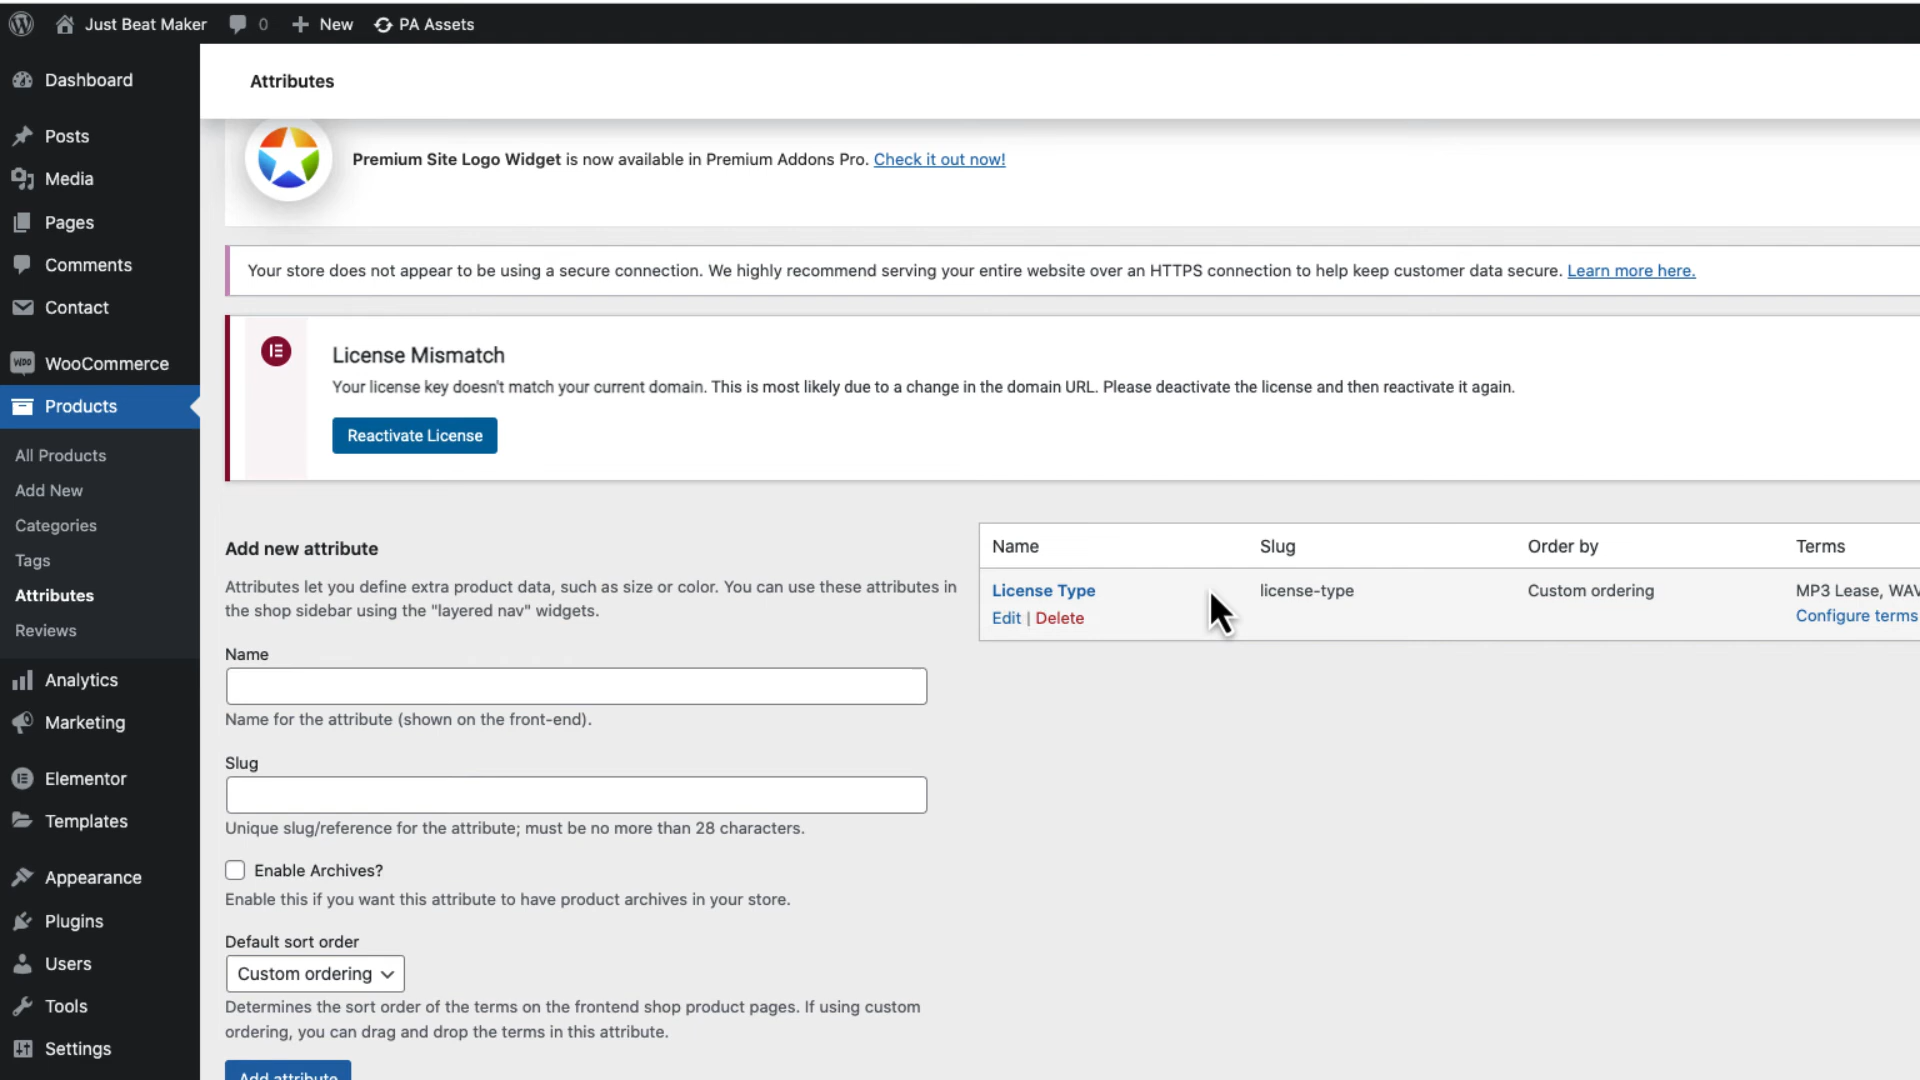 Just Beat Maker 0 New PA Assets
Dashboard
Posts
Media
Pages
Comments
Contact
WooCommerce
Products
All Products
Add New
Categories
Tags
Attributes
Reviews
Analytics
Marketing
Elementor
Templates
Appearance
Plugins
Users
Tools
Settings
Attributes
Premium Site Logo Widget is now available in Premium Addons Pro. Check it out now!
Your store does not appear to be using a secure connection. We highly recommend serving your entire website over an HTTPS connection to help keep customer data secure. Learn more here.
License Mismatch
Your license key doesn't match your current domain. This is most likely due to a change in the domain URL. Please deactivate the license and then reactivate it again.
Reactivate License
Add new attribute
Attributes let you define extra product data, such as size or color. You can use these attributes in
the shop sidebar using the "layered nav" widgets.
Name
Name for the attribute (shown on the front-end).
Slug
Unique slug/reference for the attribute; must be no more than 28 characters.
Enable Archives?
Enable this if you want this attribute to have product archives in your store.
Default sort order
Custom ordering
Determines the sort order of the terms on the frontend shop product pages. If using custom
ordering, you can drag and drop the terms in this attribute.
Add attribute
Name Slug Order by Terms
License Type license-type Custom ordering MP3 Lease, WAV
Edit | Delete Configure terms